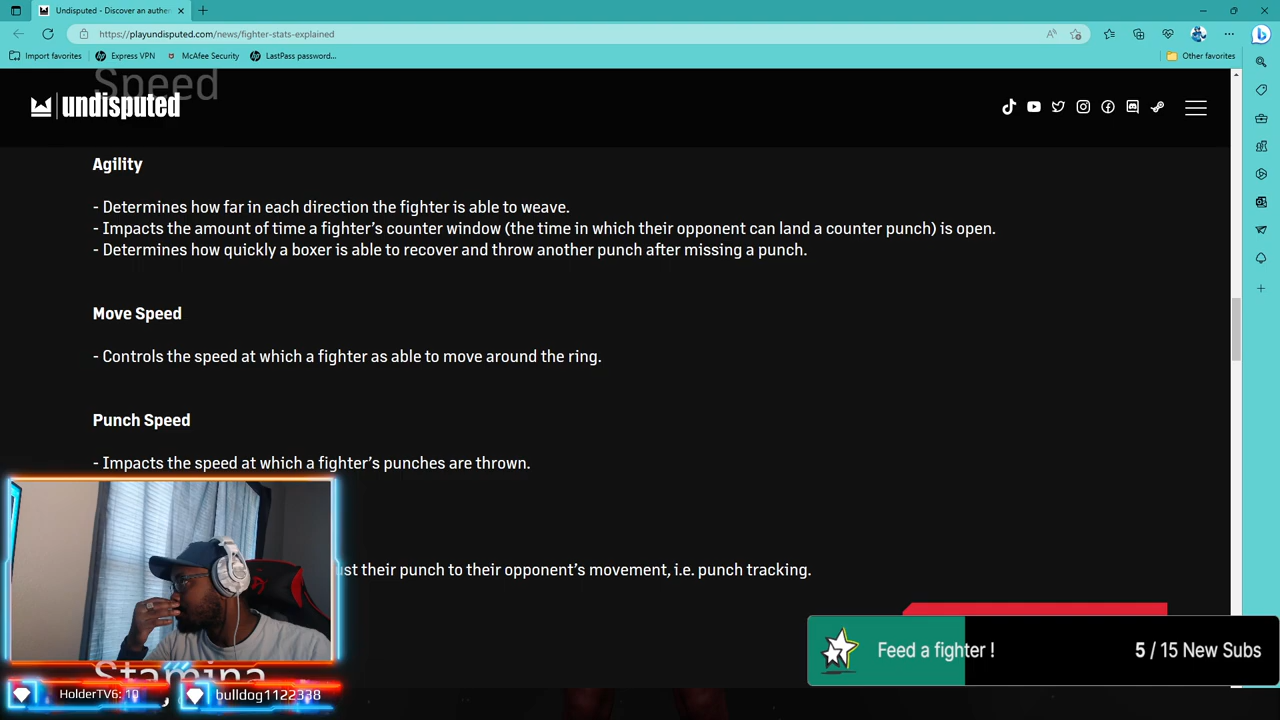 Undisputed - Discover an authe
https://playundisputed.com/news/fighter-stats-explained
Import favorites
Express VPN
McAfee Security
LastPass password...
Other favorites
Speed
undisputed
Agility
- Determines how far in each direction the fighter is able to weave.
- Impacts the amount of time a fighter’s counter window (the time in which their opponent can land a counter punch) is open.
- Determines how quickly a boxer is able to recover and throw another punch after missing a punch.
Move Speed
- Controls the speed at which a fighter as able to move around the ring.
Punch Speed
- Impacts the speed at which a fighter’s punches are thrown.
ust their punch to their opponent’s movement, i.e. punch tracking.
Feed a fighter !
5 / 15 New Subs
Stamina
HolderTV6: 10
bulldog1122338